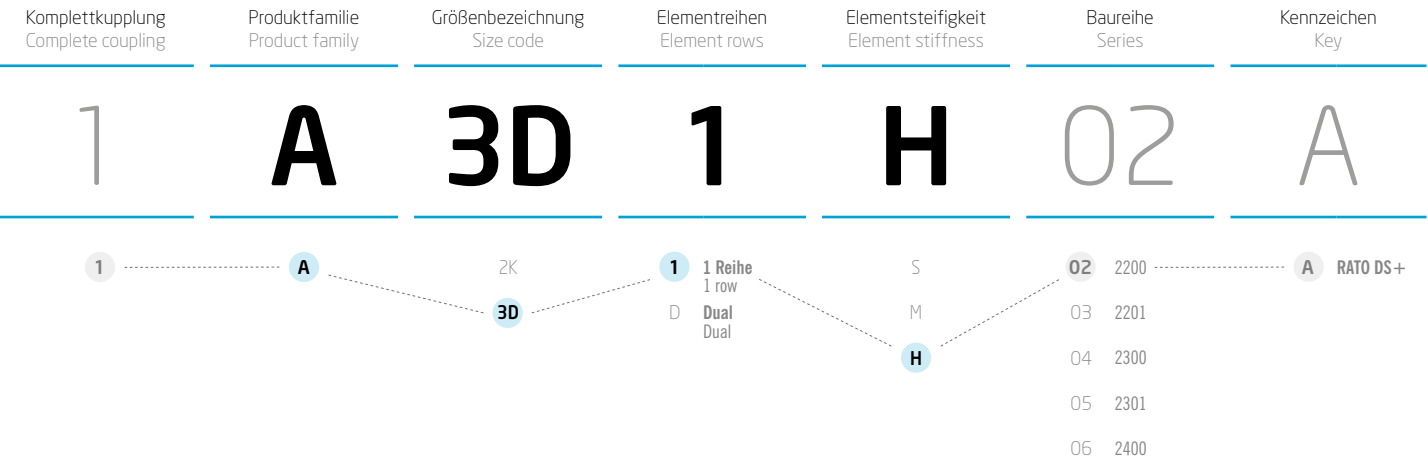 Komplettkupplung Produktfamilie Größenbezeichnung Elementreihen Elementsteifigkeit Baureihe Kennzeichen
Complete coupling Product family Size code Element rows Element stiffness Series Key
1 A 3D 1 H 02 A
1 A 2K 1 1 Reihe S 02 2200 A RATO DS+
1 row
3D D Dual M 03 2201
Dual
H 04 2300
05 2301
06 2400